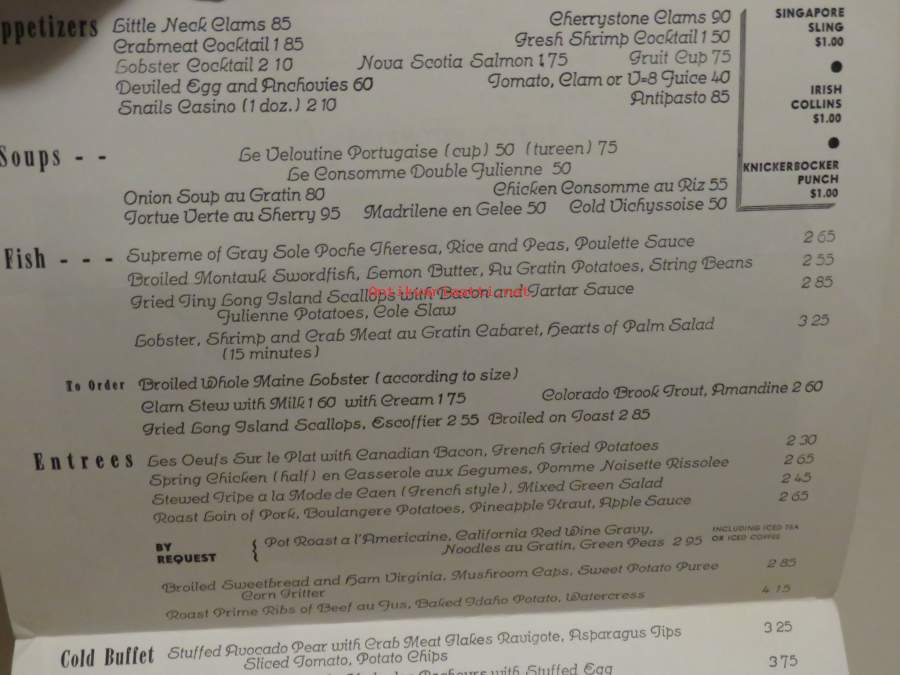 ppetizers
Little Neck Clams 85 Cherrystone Clams 90
Crabmeat Cocktail 1 85 Fresh Shrimp Cocktail 1 50
Lobster Cocktail 2 10 Nova Scotia Salmon 1.75 Fruit Cup 75
Deviled Egg and Anchovies 60 Tomato, Clam or V=8 Juice 40
Snails Casino (1 doz.) 2 10 Antipasto 85
SINGAPORE
SLING
$1.00
IRISH
COLLINS
$1.00
KNICKERBOCKER
PUNCH
$1.00
Soups - -
Le Veloutine Portugaise (cup) 50 (tureen) 75
Le Consomme Double Julienne 50
Onion Soup au Gratin 80 Chicken Consomme au Riz 55
Tortue Verte au Sherry 95 Madrilene en Gelee 50 Cold Vichyssoise 50
Fish - - - Supreme of Gray Sole Poche Theresa, Rice and Peas, Poulette Sauce 2 65
Broiled Montauk Swordfish, Lemon Butter, Au Gratin Potatoes, String Beans 2 55
Fried Tiny Long Island Scallops with Bacon and Tartar Sauce 2 85
Julienne Potatoes, Cole Slaw
Antikvariaatti.net
Lobster, Shrimp and Crab Meat au Gratin Cabaret, Hearts of Palm Salad 3 25
(15 minutes)
To Order Broiled Whole Maine Lobster (according to size)
Clam Stew with Milk 1 60 with Cream 1 75 Colorado Brook Trout, Amandine 2 60
Fried Long Island Scallops, Escoffier 2 55 Broiled on Toast 2 85
Entrees Les Oeufs Sur le Plat with Canadian Bacon, French Fried Potatoes 2 30
Spring Chicken (half) en Casserole aux Legumes, Pomme Noisette Rissolee 2 65
Stewed Tripe a la Mode de Caen (French style), Mixed Green Salad 2 45
Roast Loin of Pork, Boulangere Potatoes, Pineapple Kraut, Apple Sauce 2 65
BY
REQUEST
{ Pot Roast a l'Americaine, California Red Wine Gravy,
Noodles au Gratin, Green Peas 2 95
INCLUDING ICED TEA
OR ICED COFFEE
Broiled Sweetbread and Ham Virginia, Mushroom Caps, Sweet Potato Puree 2 85
Corn Fritter
Roast Prime Ribs of Beef au Jus, Baked Idaho Potato, Watercress 4 15
Cold Buffet Stuffed Avocado Pear with Crab Meat Flakes Ravigote, Asparagus Tips 3 25
Sliced Tomato, Potato Chips
with Stuffed Egg 3 75